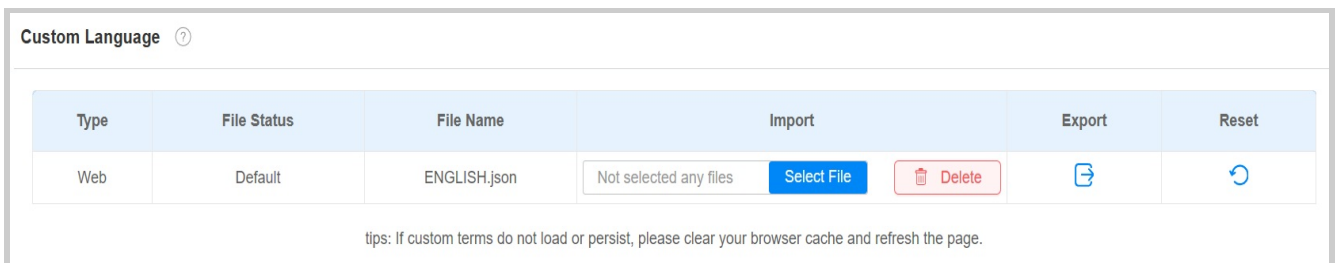 Custom Language ?
Type File Status File Name Import Export Reset
Web Default ENGLISH.json Not selected any files Select File Delete
tips: If custom terms do not load or persist, please clear your browser cache and refresh the page.